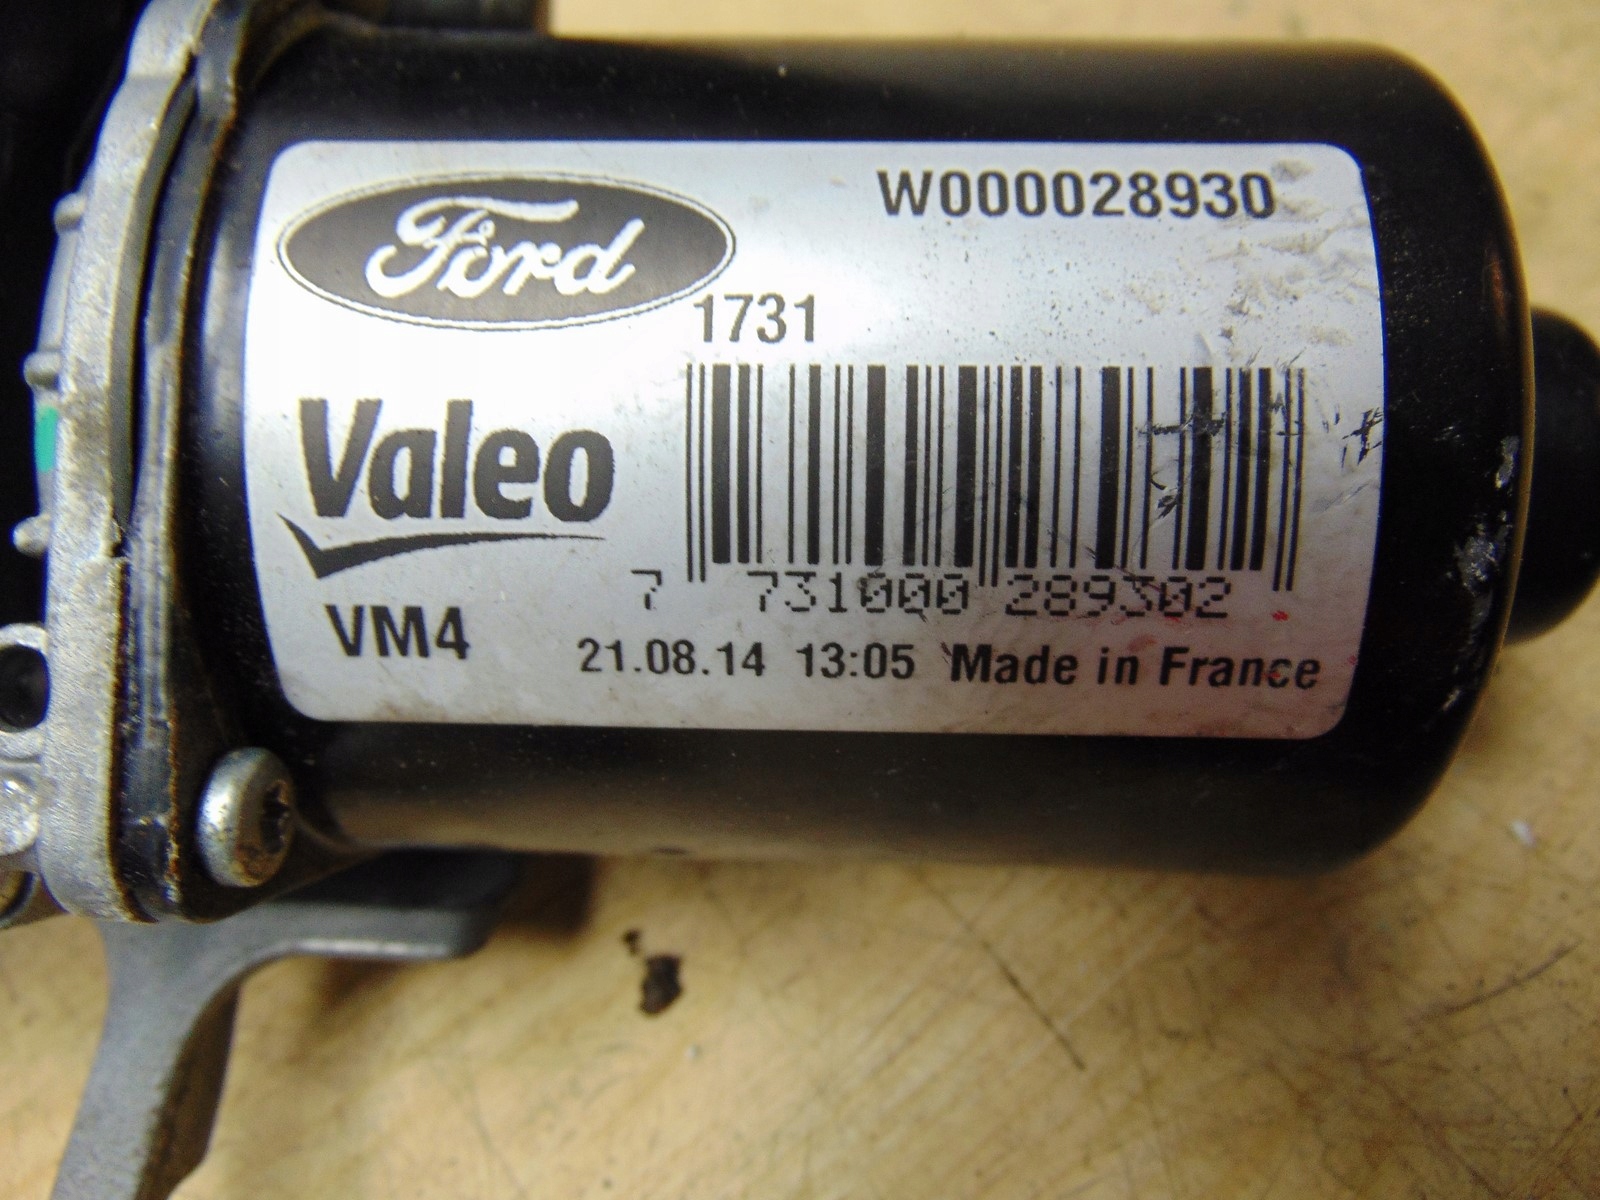 Ford
W000028930
1731
Valeo
7 731000 289302
VM4
21.08.14 13:05 Made in France